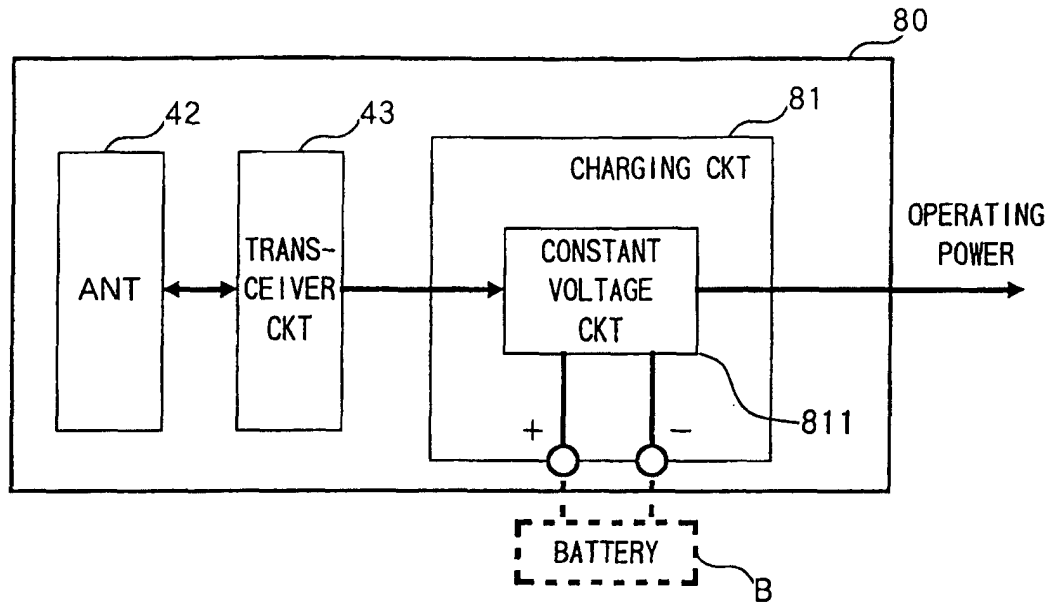 80
42
43
81
CHARGING CKT
ANT
TRANS-
CEIVER
CKT
CONSTANT
VOLTAGE
CKT
OPERATING
POWER
811
+
-
BATTERY
B